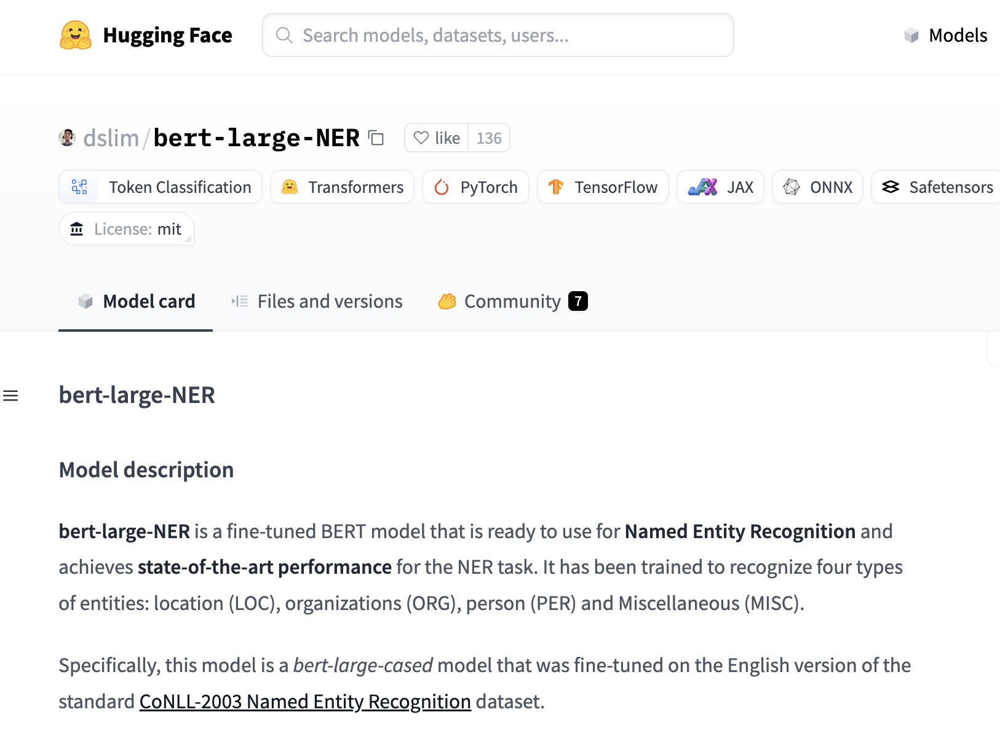 Hugging Face
Search models, datasets, users...
Models
dslim/bert-large-NER
like 136
Token Classification
Transformers
PyTorch
TensorFlow
JAX
ONNX
Safetensors
License: mit
Model card
Files and versions
Community 7
bert-large-NER
Model description
bert-large-NER is a fine-tuned BERT model that is ready to use for Named Entity Recognition and
achieves state-of-the-art performance for the NER task. It has been trained to recognize four types
of entities: location (LOC), organizations (ORG), person (PER) and Miscellaneous (MISC).
Specifically, this model is a bert-large-cased model that was fine-tuned on the English version of the
standard CoNLL-2003 Named Entity Recognition dataset.